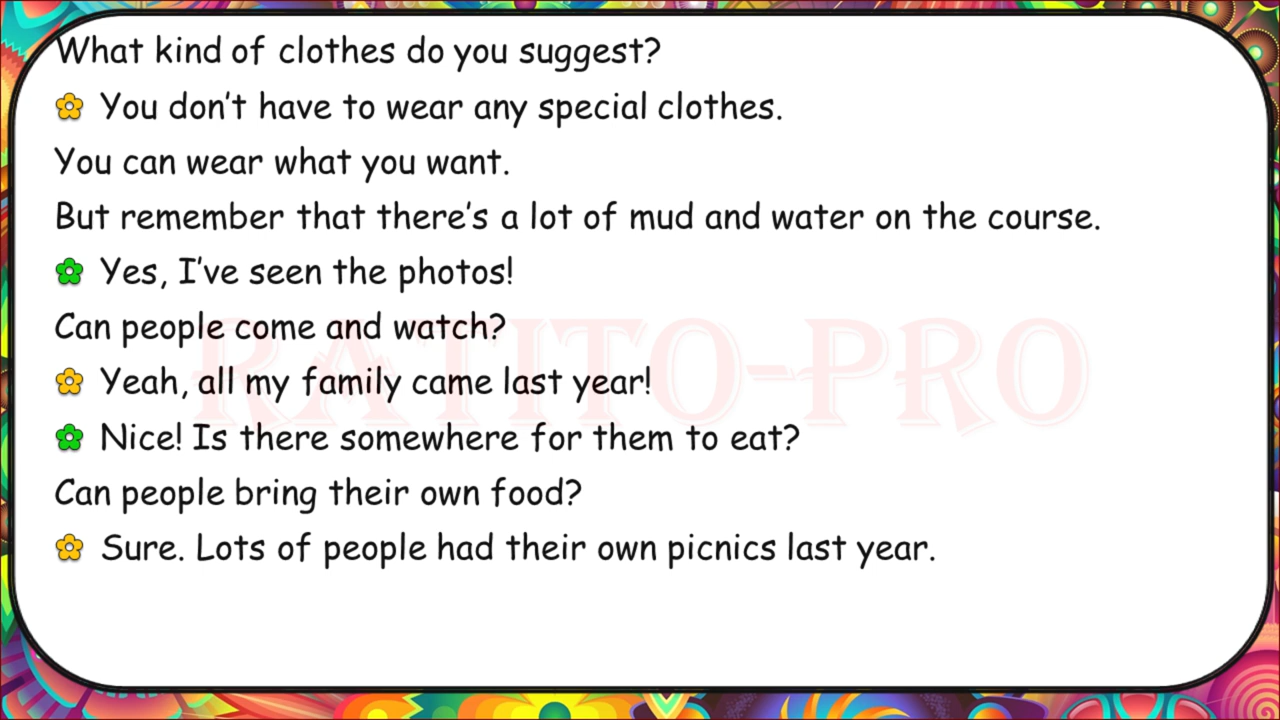 What kind of clothes do you suggest?
You don't have to wear any special clothes.
You can wear what you want.
But remember that there's a lot of mud and water on the course.
Yes, I've seen the photos!
Can people come and watch?
Yeah, all my family came last year!
Nice! Is there somewhere for them to eat?
Can people bring their own food?
Sure. Lots of people had their own picnics last year.
RATITO-PRO